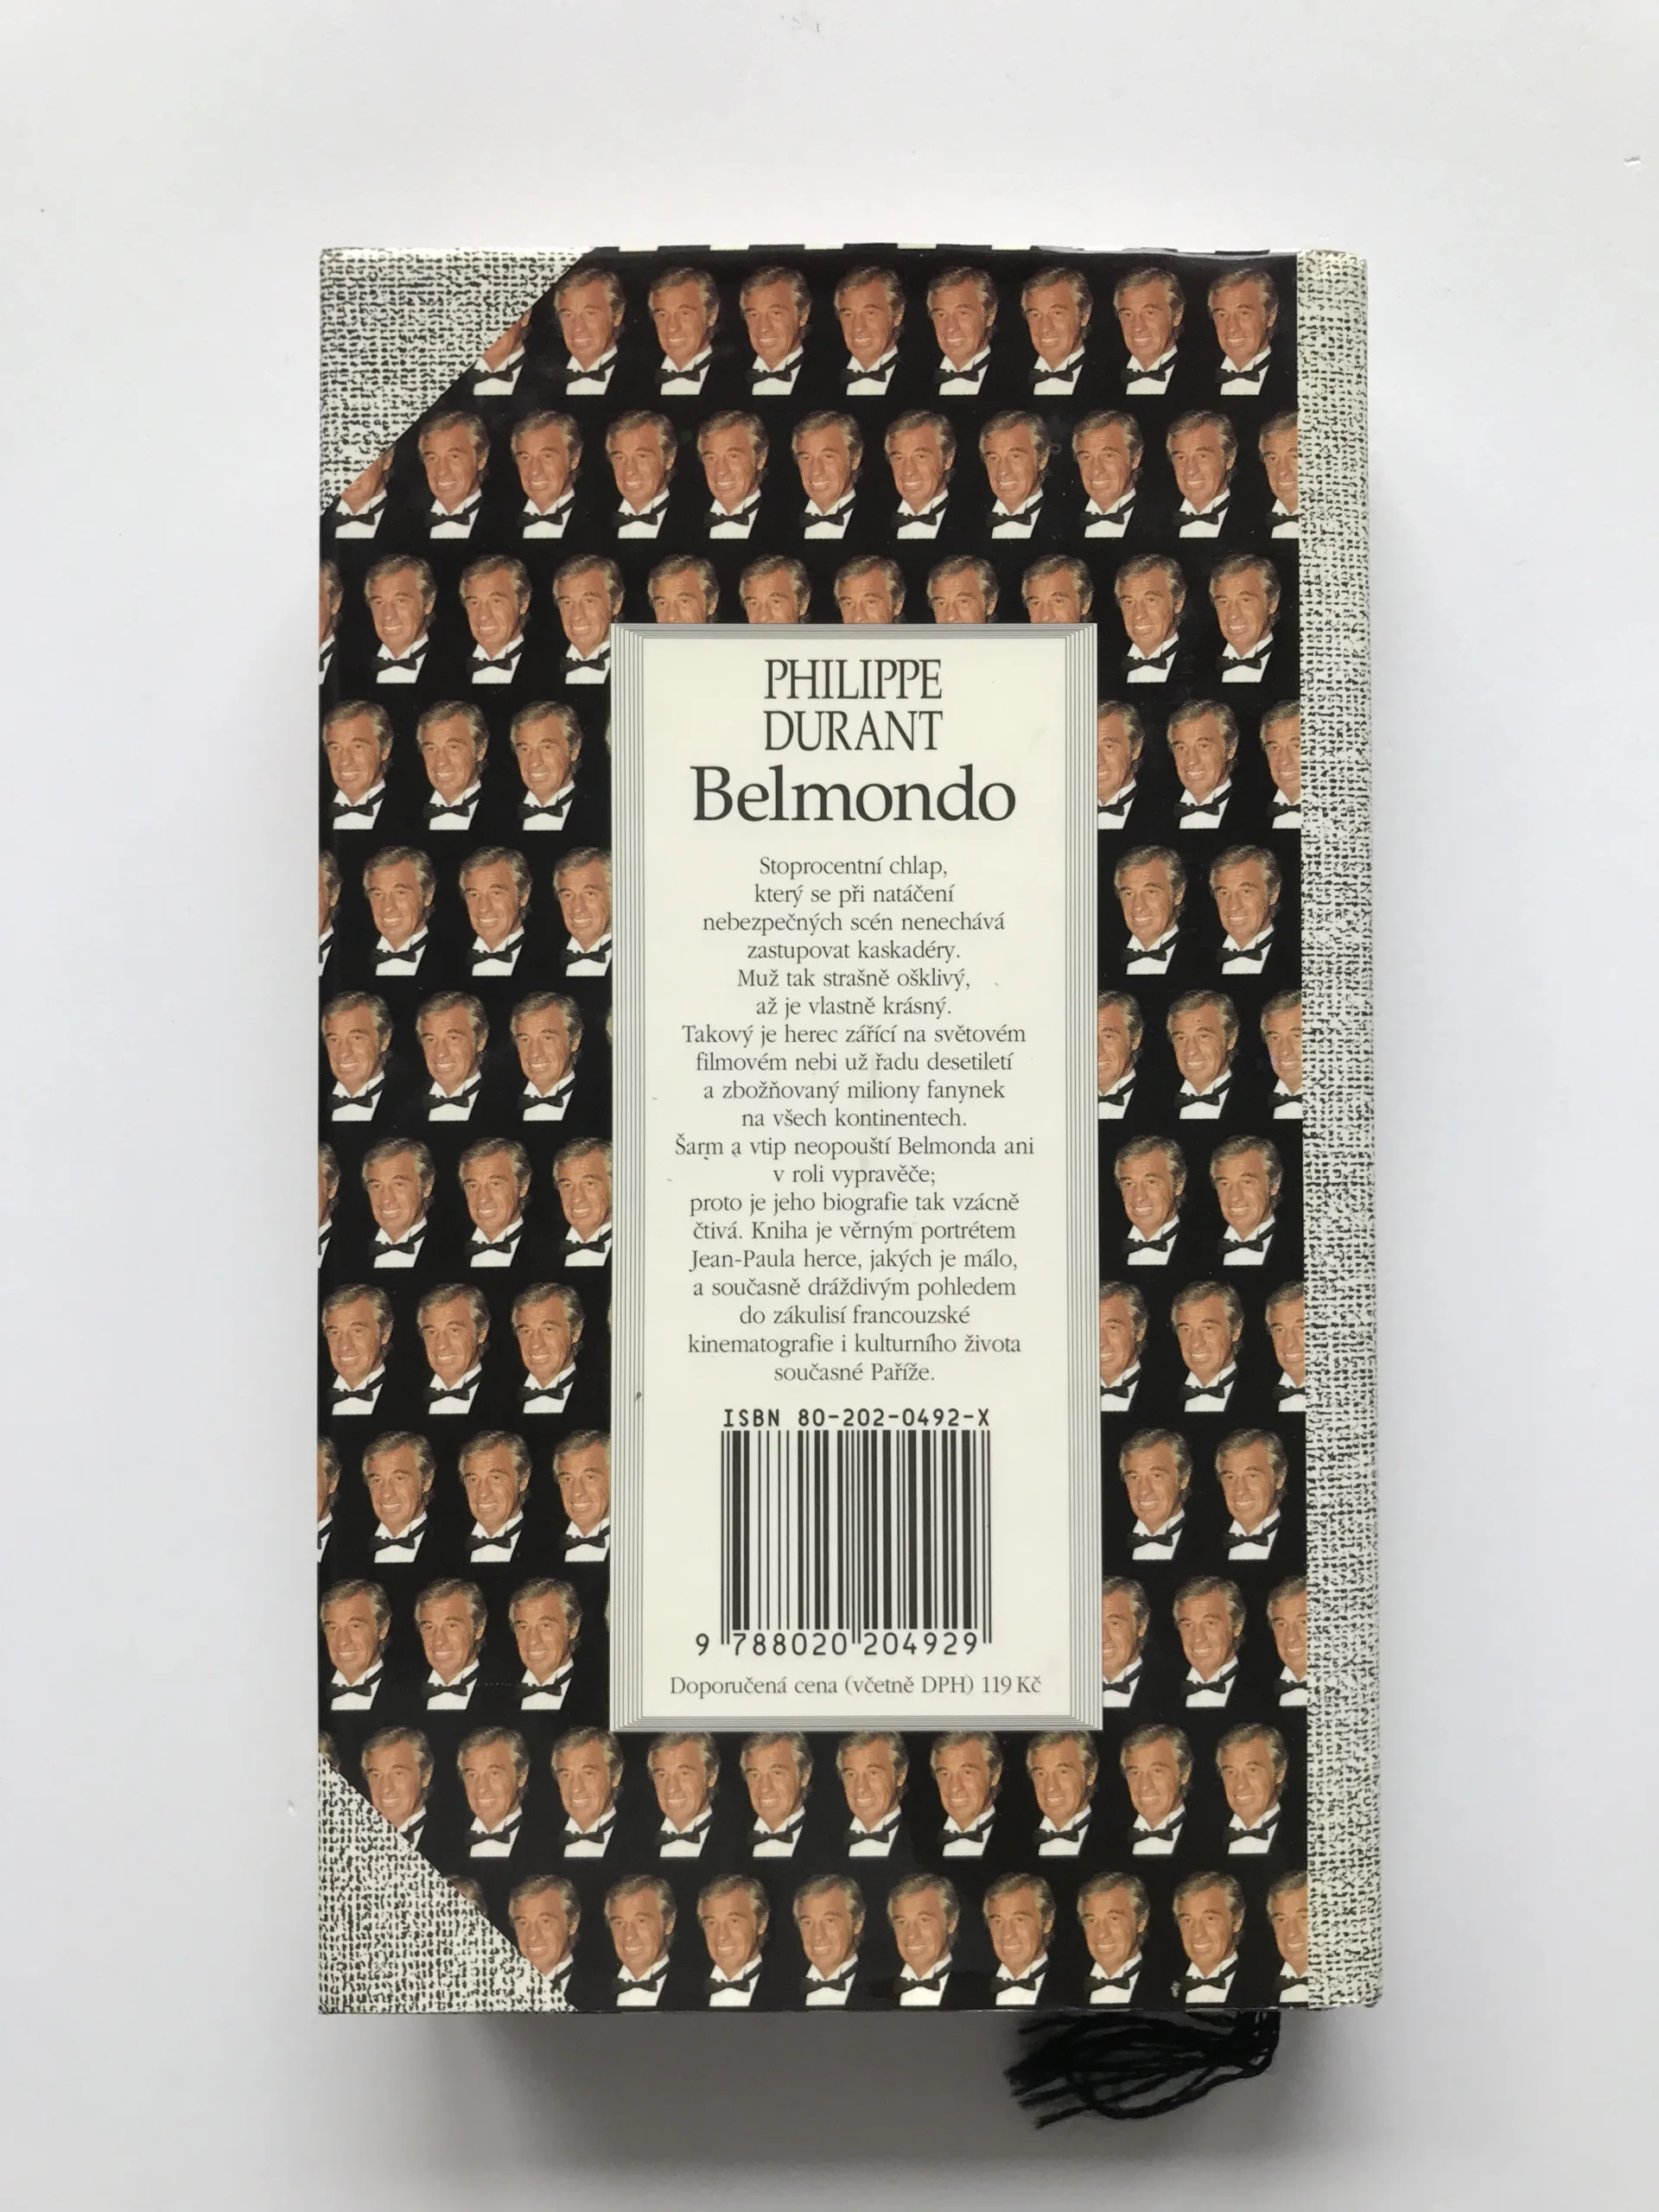 PHILIPPE
DURANT
Belmondo
Stoprocentní chlap,
který se při natáčení
nebezpečných scén nenechává
zastupovat kaskadéry.
Muž tak strašně ošklivý,
až je vlastně krásný.
Takový je herec zářící na světovém
filmovém nebi už řadu desetiletí
a zbožňovaný miliony fanynek
na všech kontinentech.
Šarm a vtip neopouští Belmonda ani
v roli vypravěče;
proto je jeho biografie tak vzácně
čtivá. Kniha je věrným portrétem
Jean-Paula herce, jakých je málo,
a současně dráždivým pohledem
do zákulisí francouzské
kinematografie i kulturního života
současné Paříže.
ISBN 80-202-0492-X
9 788020 204929
Doporučená cena (včetně DPH) 119 Kč